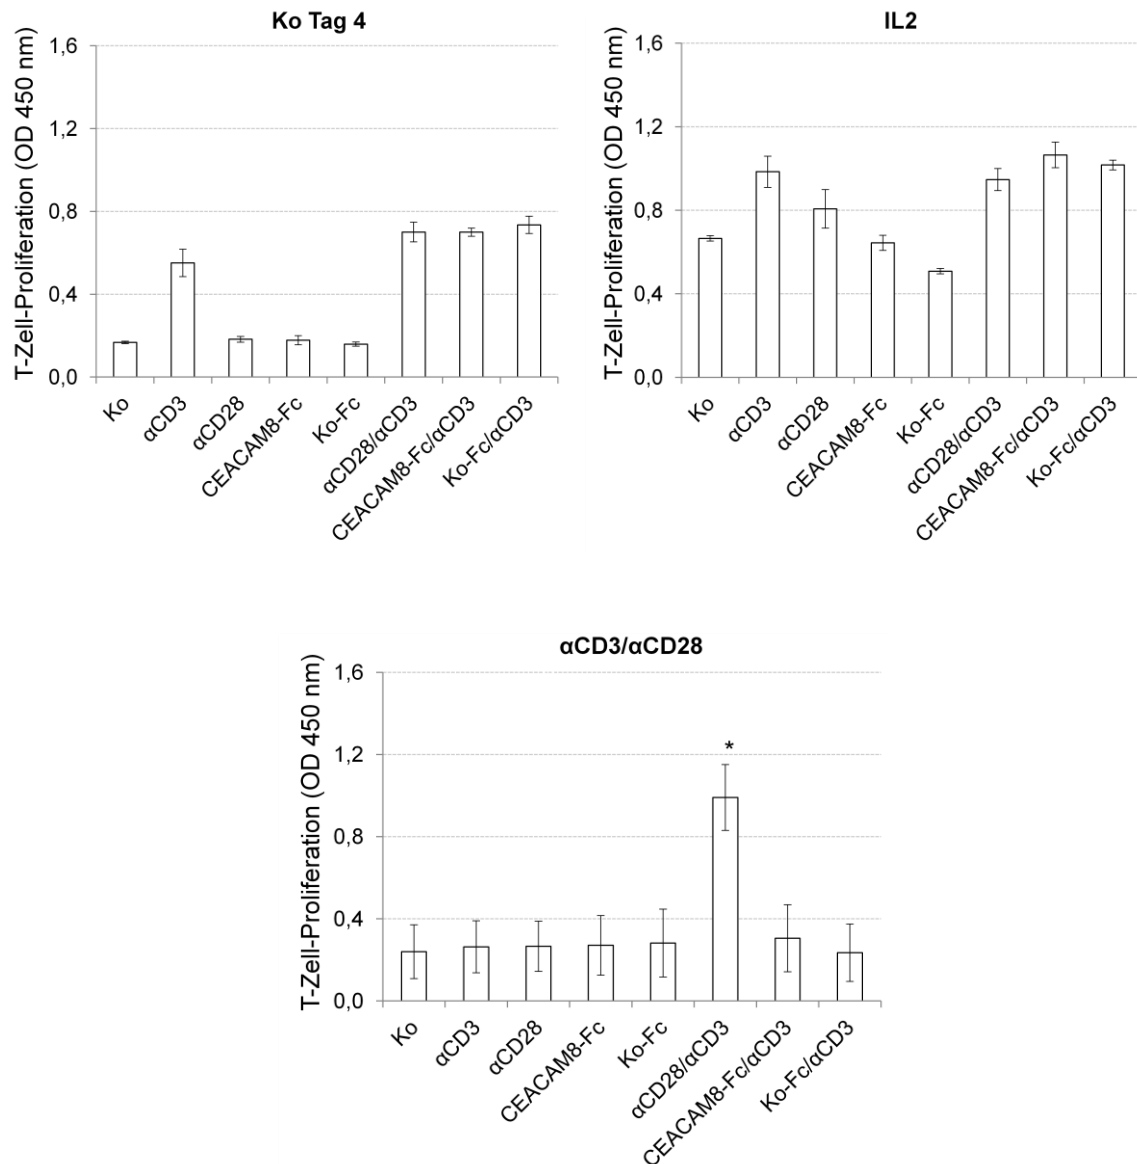 Ko Tag 4
T-Zell-Proliferation (OD 450 nm)
1,6
1,2
0,8
0,4
0,0
Ko
αCD3
αCD28
CEACAM8-Fc
Ko-Fc
αCD28/αCD3
CEACAM8-Fc/αCD3
Ko-Fc/αCD3
IL2
T-Zell-Proliferation (OD 450 nm)
1,6
1,2
0,8
0,4
0,0
Ko
αCD3
αCD28
CEACAM8-Fc
Ko-Fc
αCD28/αCD3
CEACAM8-Fc/αCD3
Ko-Fc/αCD3
αCD3/αCD28
T-Zell-Proliferation (OD 450 nm)
1,6
1,2
0,8
0,4
0,0
*
Ko
αCD3
αCD28
CEACAM8-Fc
Ko-Fc
αCD28/αCD3
CEACAM8-Fc/αCD3
Ko-Fc/αCD3